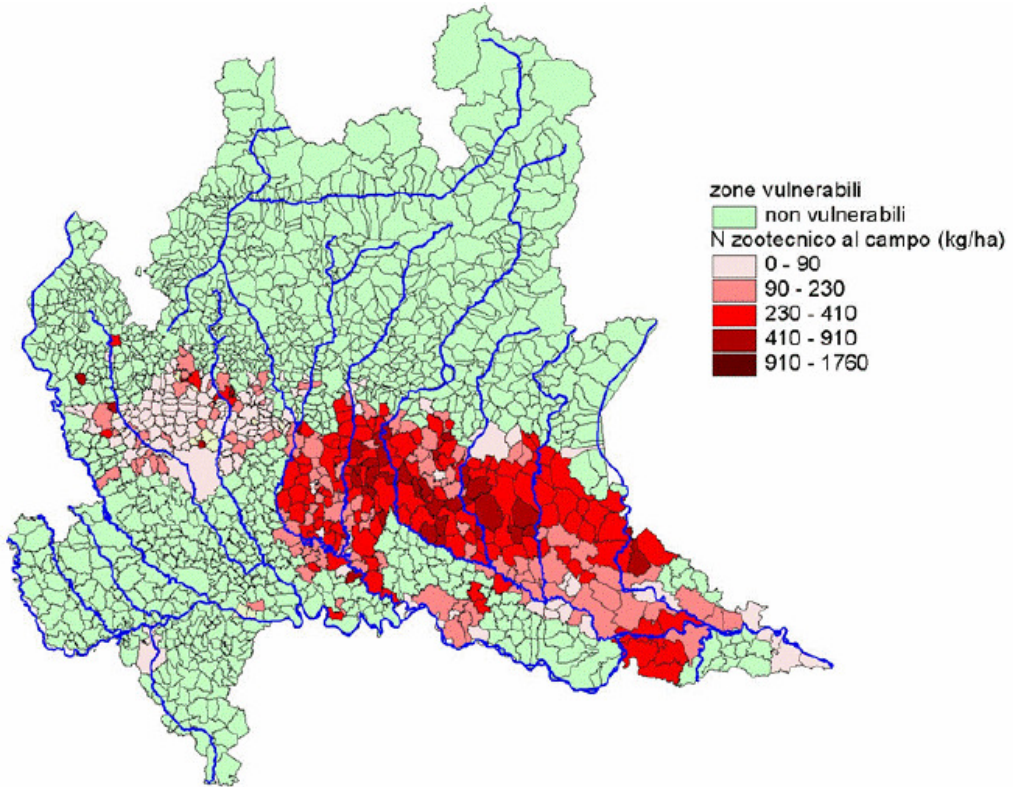 zone vulnerabili
non vulnerabili
N zootecnico al campo (kg/ha)
0 - 90
90 - 230
230 - 410
410 - 910
910 - 1760